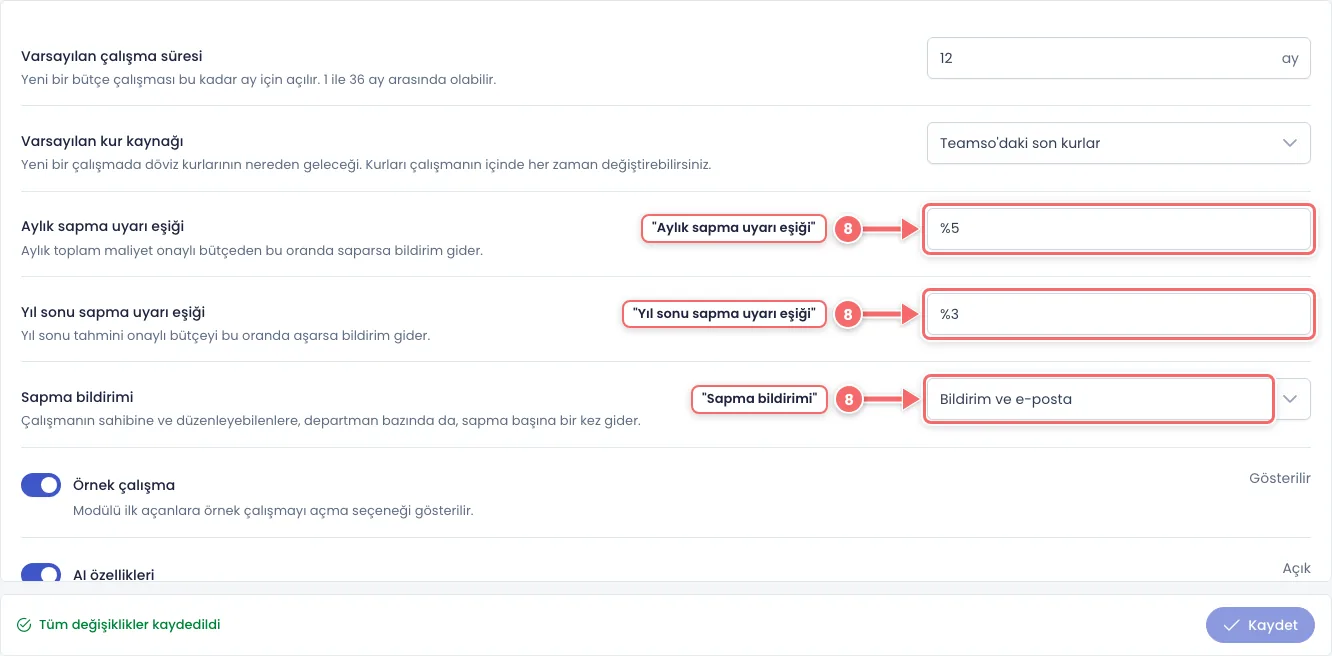 Varsayılan çalışma süresi
Yeni bir bütçe çalışması bu kadar ay için açılır. 1 ile 36 ay arasında olabilir.
12 ay
Varsayılan kur kaynağı
Yeni bir çalışmada döviz kurlarının nereden geleceği. Kurları çalışmanın içinde her zaman değiştirebilirsiniz.
Teamso'daki son kurlar
Aylık sapma uyarı eşiği
Aylık toplam maliyet onaylı bütçeden bu oranda saparsa bildirim gider.
"Aylık sapma uyarı eşiği" 8
%5
Yıl sonu sapma uyarı eşiği
Yıl sonu tahmini onaylı bütçeyi bu oranda aşarsa bildirim gider.
"Yıl sonu sapma uyarı eşiği" 8
%3
Sapma bildirimi
Çalışmanın sahibine ve düzenleyebilenlere, departman bazında da, sapma başına bir kez gider.
"Sapma bildirimi" 8
Bildirim ve e-posta
Örnek çalışma
Modülü ilk açanlara örnek çalışmayı açma seçeneği gösterilir.
Gösterilir
AI özellikleri
Açık
Tüm değişiklikler kaydedildi
Kaydet